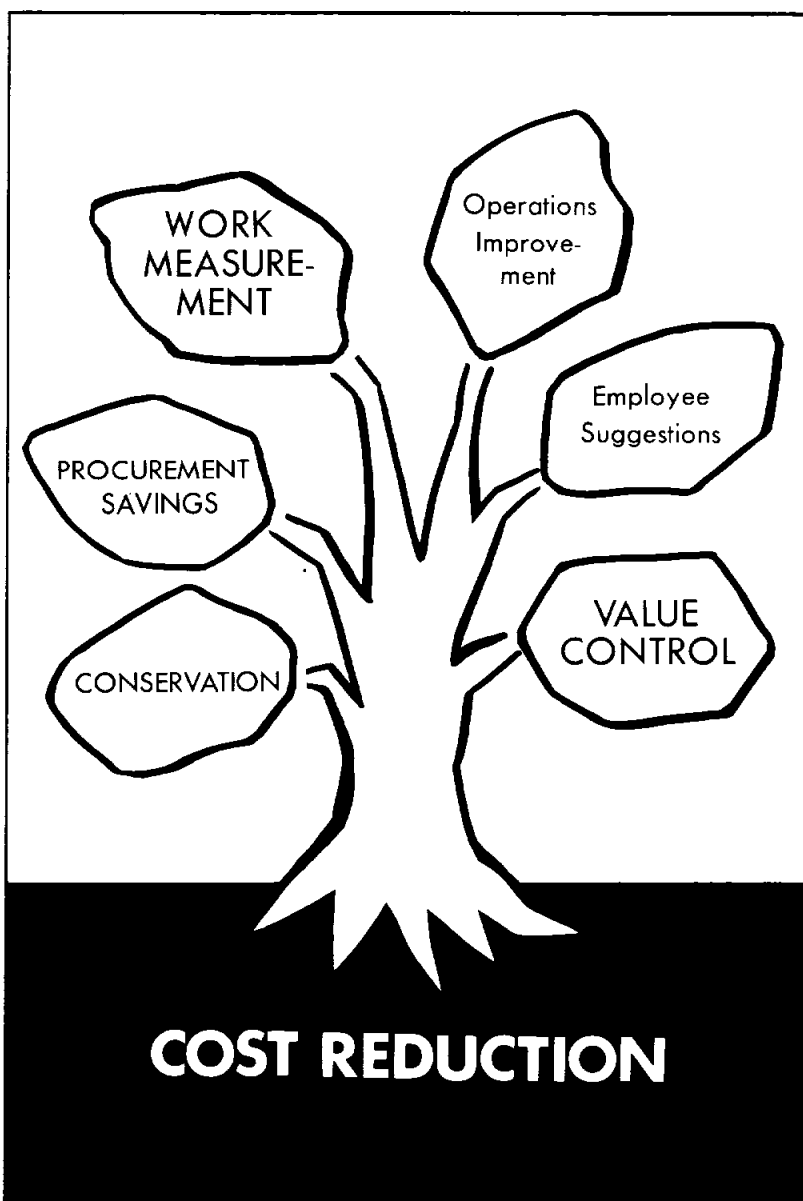 WORK
MEASURE-
MENT
Operations
Improve-
ment
PROCUREMENT
SAVINGS
Employee
Suggestions
CONSERVATION
VALUE
CONTROL
COST REDUCTION